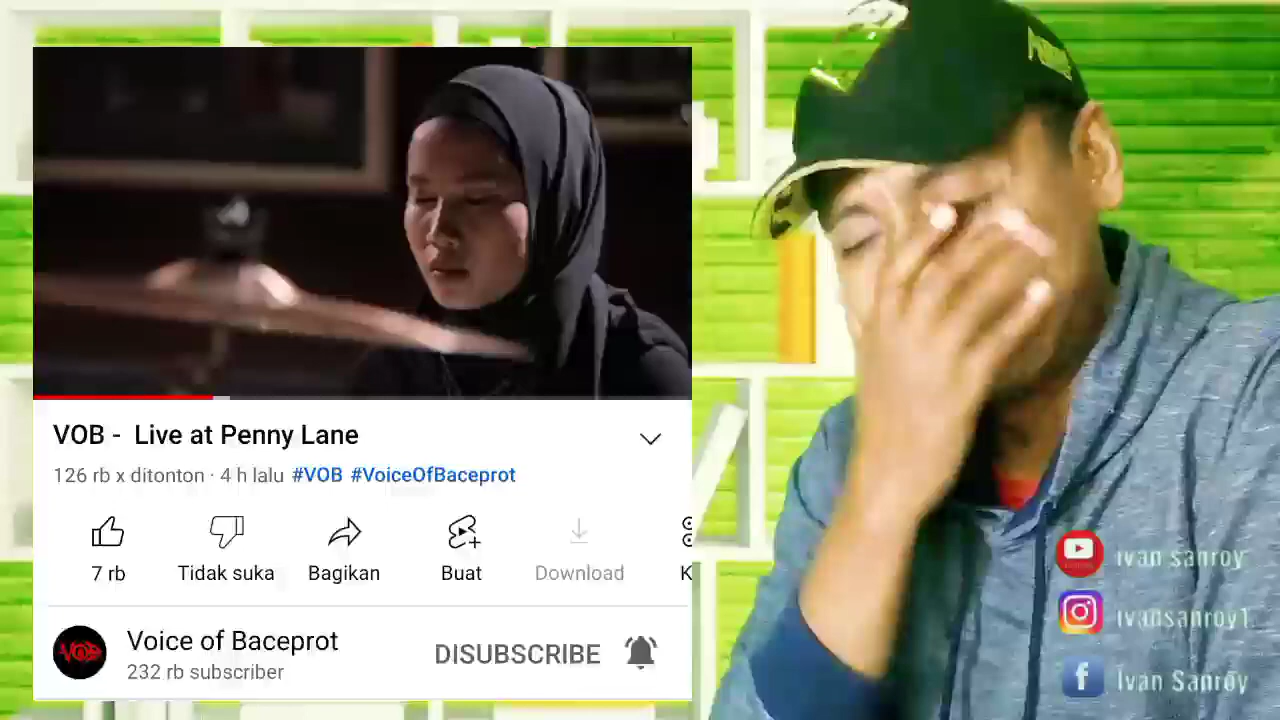 VOB - Live at Penny Lane
126 rb x ditonton · 4 h lalu #VOB #VoiceOfBaceprot
7 rb
Tidak suka
Bagikan
Buat
Download
K
VOB
Voice of Baceprot
232 rb subscriber
DISUBSCRIBE
ivan sanroy
ivansanroy1
Ivan Sanroy